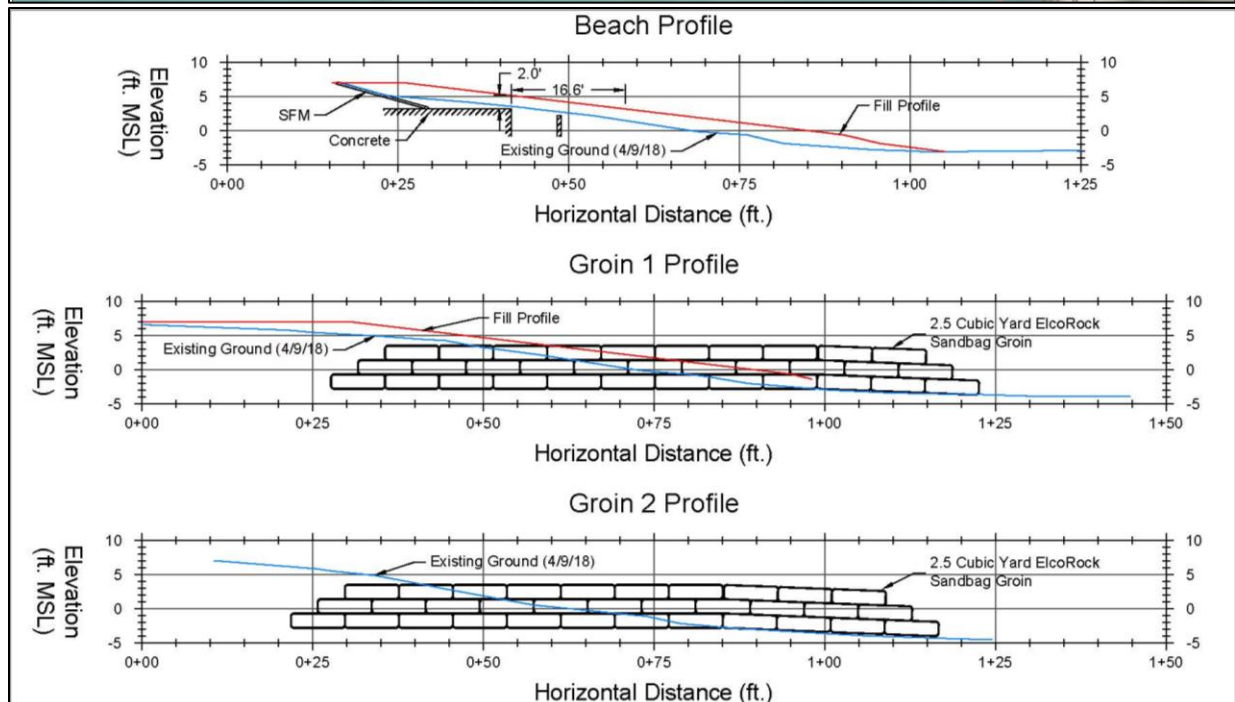 Beach Profile
Elevation
(ft. MSL)
10
5
0
-5
10
5
0
-5
2.0'
16.6'
SFM
Concrete
Fill Profile
Existing Ground (4/9/18)
0+00
0+25
0+50
0+75
1+00
1+25
Horizontal Distance (ft.)
Groin 1 Profile
Elevation
(ft. MSL)
10
5
0
-5
10
5
0
-5
Fill Profile
Existing Ground (4/9/18)
2.5 Cubic Yard ElcoRock
Sandbag Groin
0+00
0+25
0+50
0+75
1+00
1+25
1+50
Horizontal Distance (ft.)
Groin 2 Profile
Elevation
(ft. MSL)
10
5
0
-5
10
5
0
-5
Existing Ground (4/9/18)
2.5 Cubic Yard ElcoRock
Sandbag Groin
0+00
0+25
0+50
0+75
1+00
1+25
1+50
Horizontal Distance (ft.)